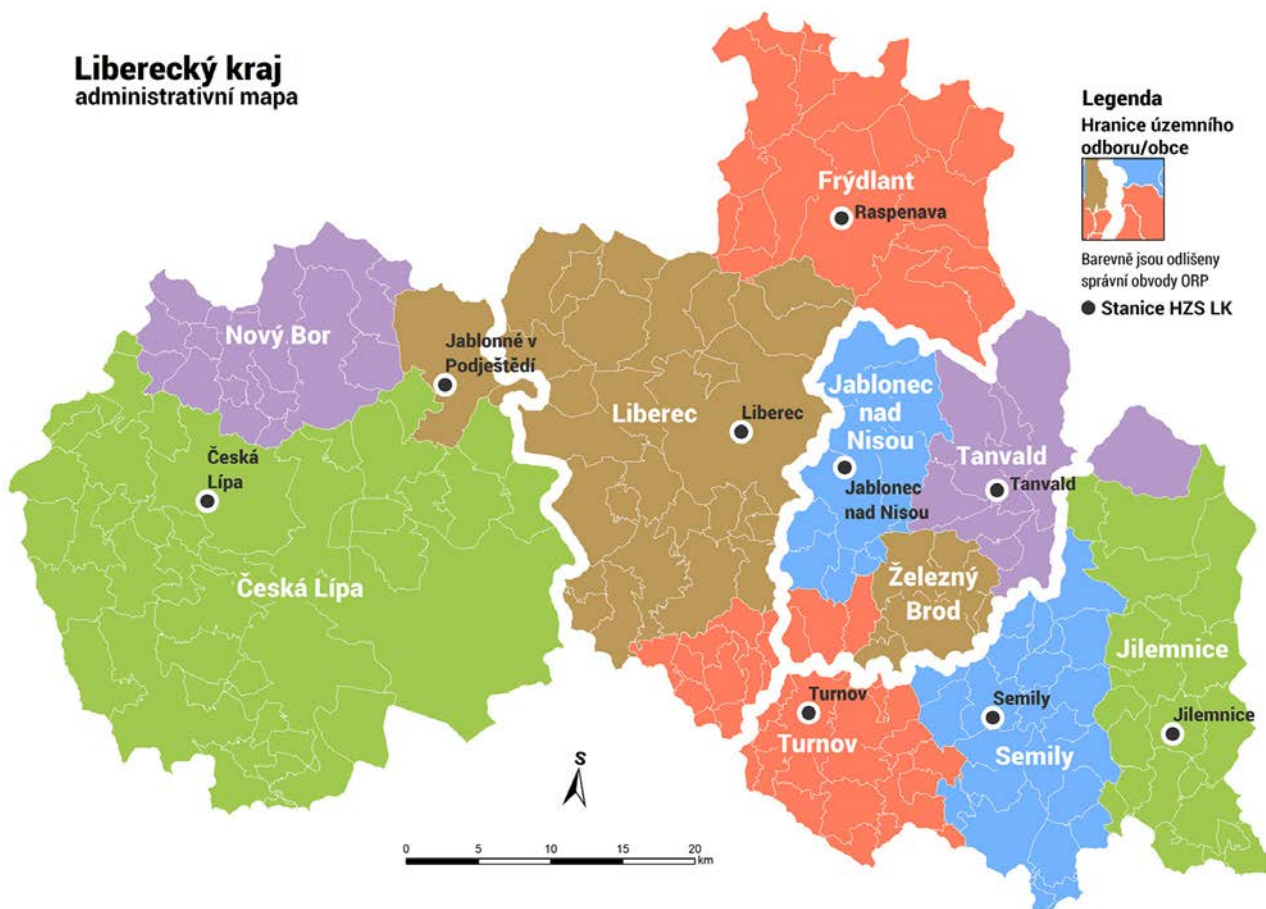 Liberecký kraj
administrativní mapa
Legenda
Hranice územního
odboru/obce
Barevně jsou odlišeny
správní obvody ORP
Stanice HZS LK
Frýdlant
Raspenava
Nový Bor
Jablonné v
Podještědí
Liberec
Liberec
Jablonec
nad
Nisou
Jablonec
nad Nisou
Tanvald
Tanvald
Česká
Lípa
Česká Lípa
Železný
Brod
Jilemnice
Jilemnice
Turnov
Turnov
Semily
Semily
S
0 5 10 15 20
km